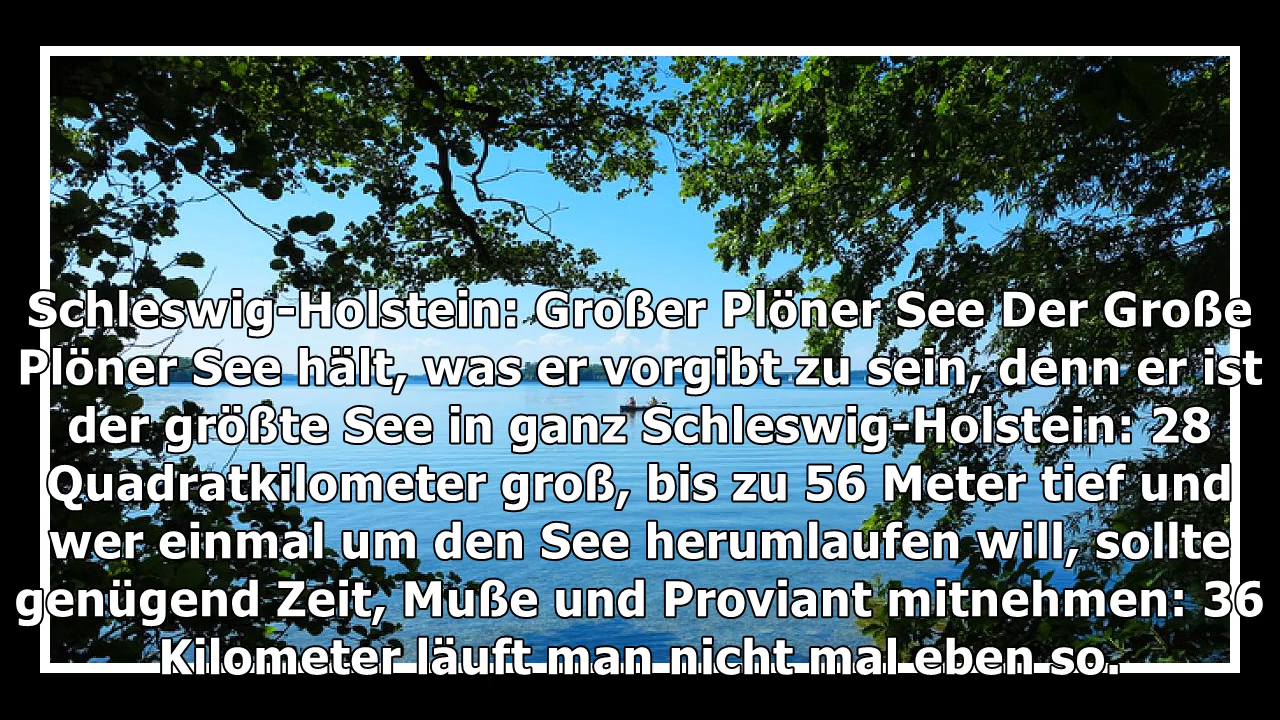 Schleswig-Holstein: Großer Plöner See Der Große
Plöner See hält, was er vorgibt zu sein, denn er ist
der größte See in ganz Schleswig-Holstein: 28
Quadratkilometer groß, bis zu 56 Meter tief und
wer einmal um den See herumlaufen will, sollte
genügend Zeit, Muße und Proviant mitnehmen: 36
Kilometer läuft man nicht mal eben so.